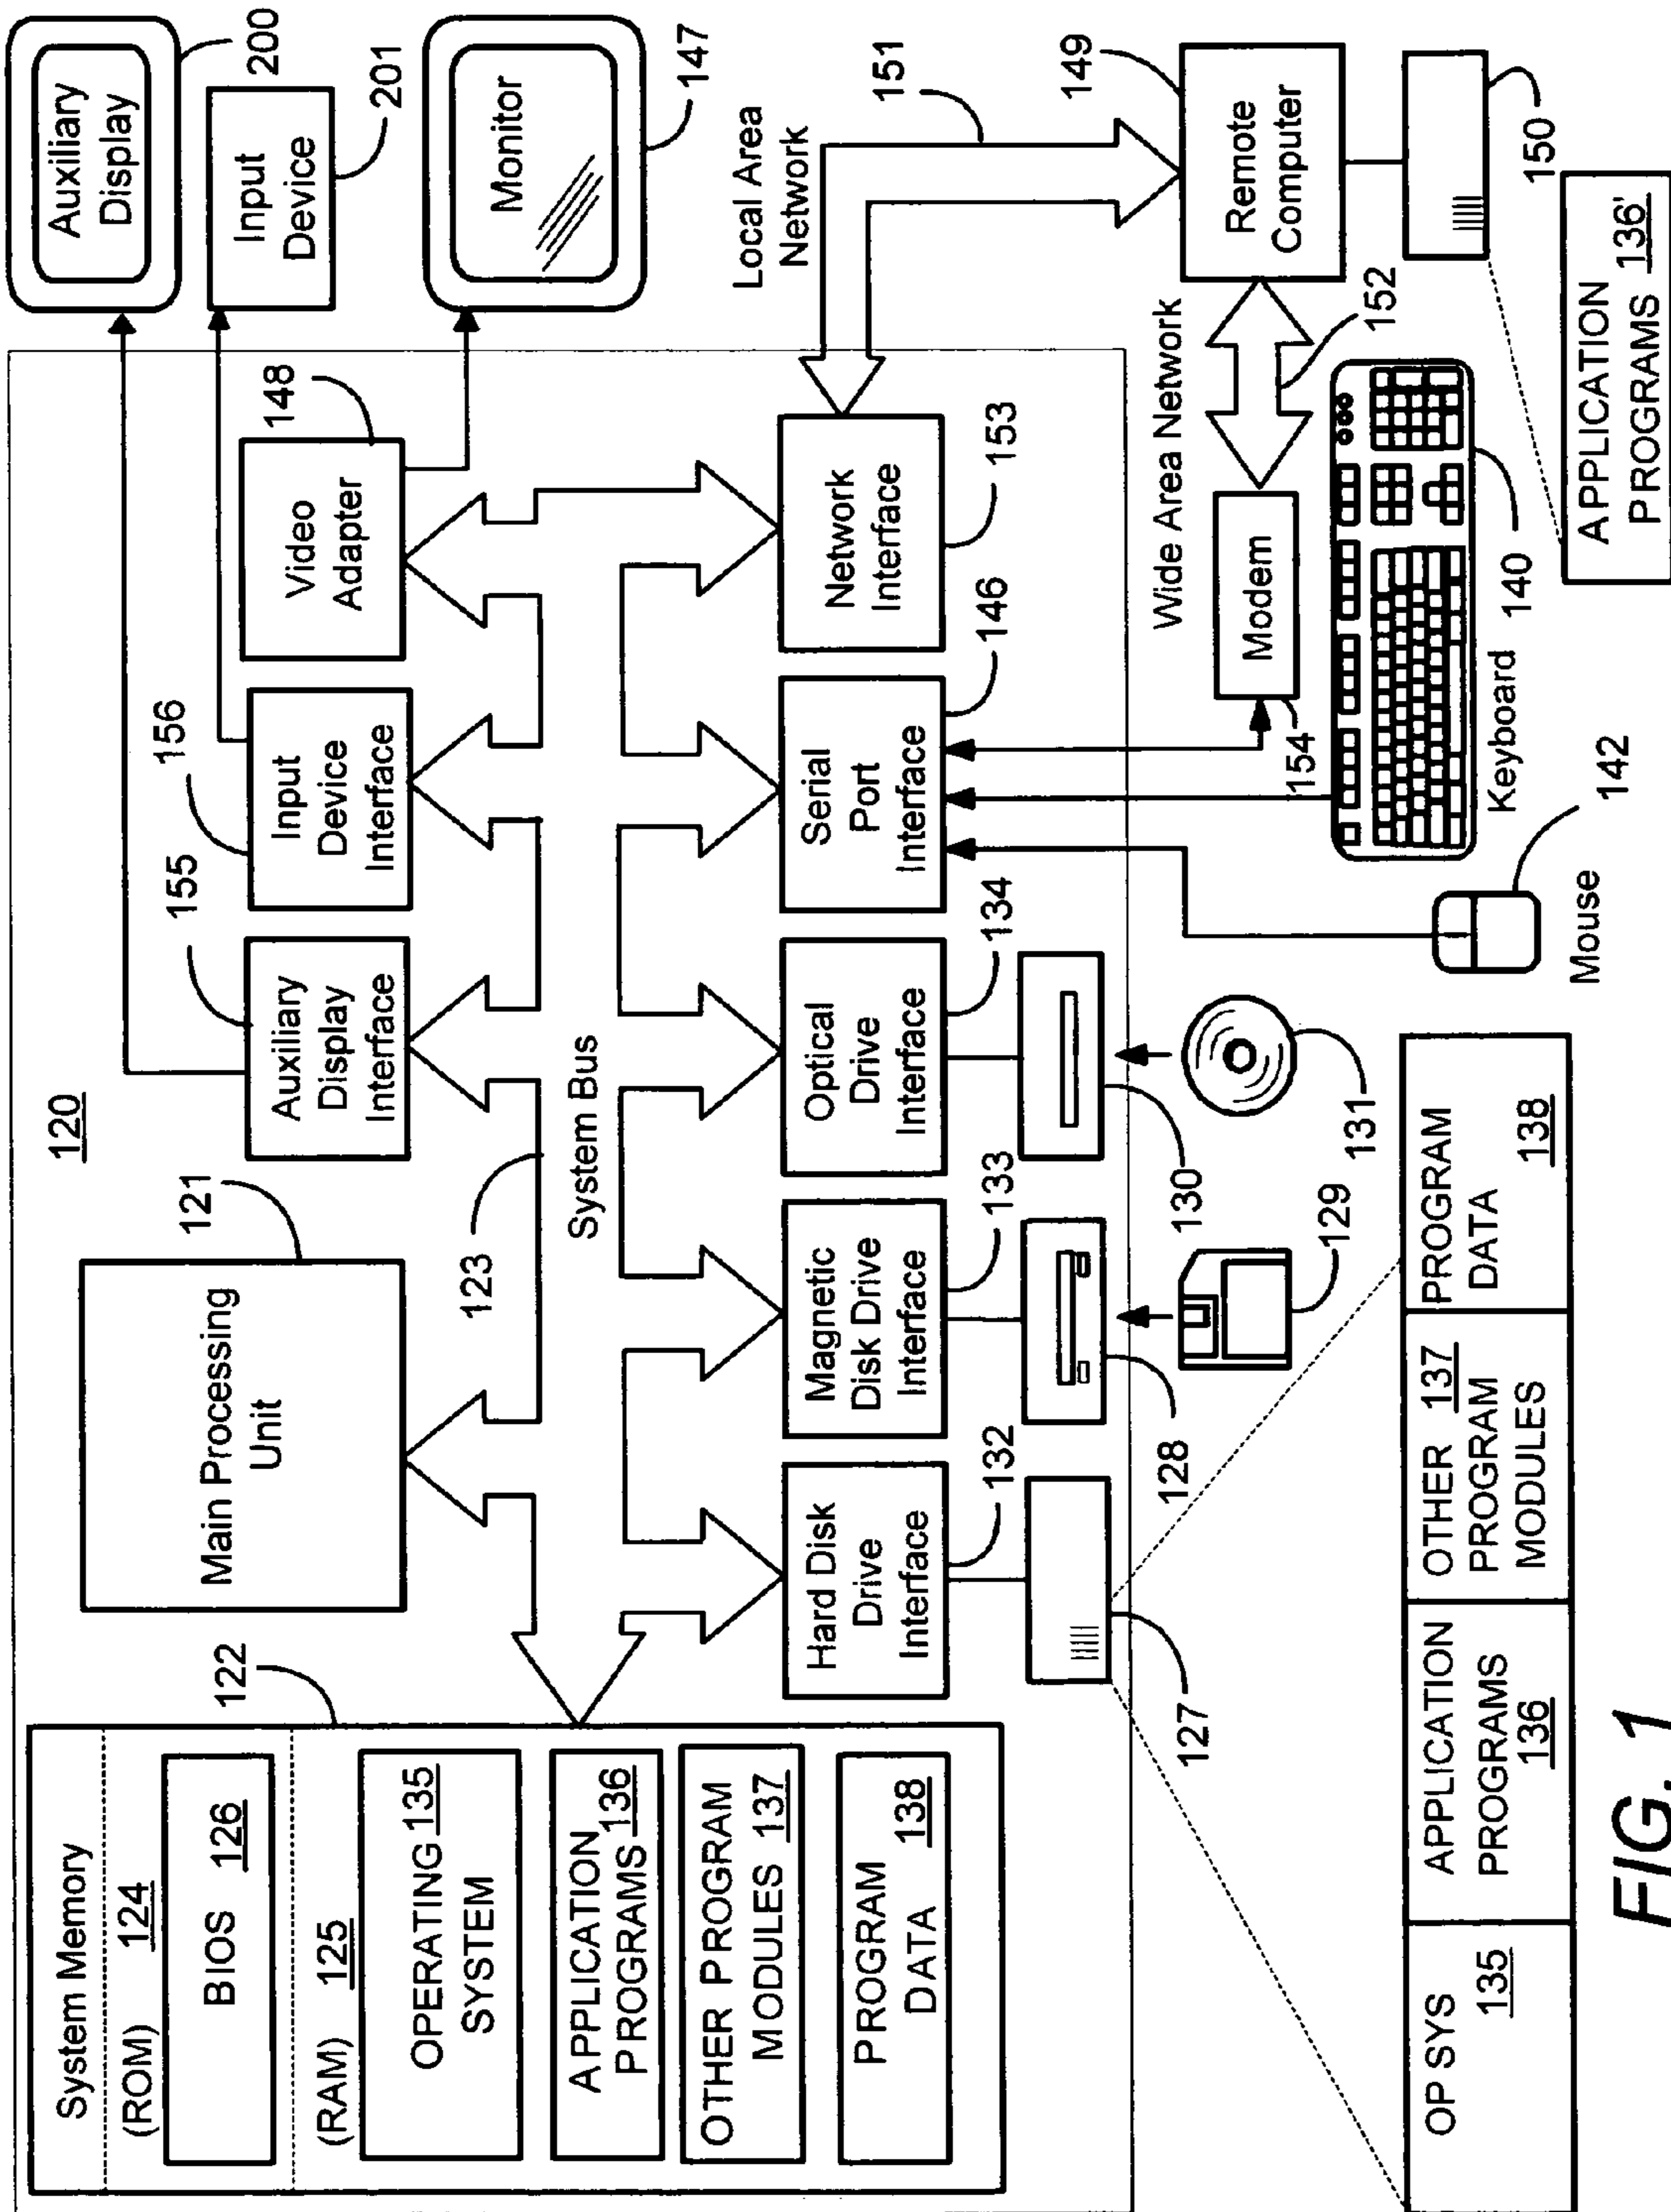 120
System Memory
(ROM) 124
BIOS 126
(RAM) 125
OPERATING 135
SYSTEM
APPLICATION
PROGRAMS 136
OTHER PROGRAM
MODULES 137
PROGRAM
DATA 138
122
Main Processing
Unit
121
155
Auxiliary
Display
Interface
156
Input
Device
Interface
Video
Adapter
148
Auxiliary
Display
200
Input
Device
201
Monitor
147
123
System Bus
Hard Disk
Drive
Interface
132
Magnetic
Disk Drive
Interface
133
Optical
Drive
Interface
134
Serial
Port
Interface
146
Network
Interface
153
Local Area
Network
151
127
128
129
130
131
Wide Area Network
Modem
154
152
149
Remote
Computer
150
Keyboard
140
Mouse
142
OP SYS
135
APPLICATION
PROGRAMS
136
OTHER 137
PROGRAM
MODULES
PROGRAM
DATA
138
APPLICATION
PROGRAMS 136'
FIG. 1